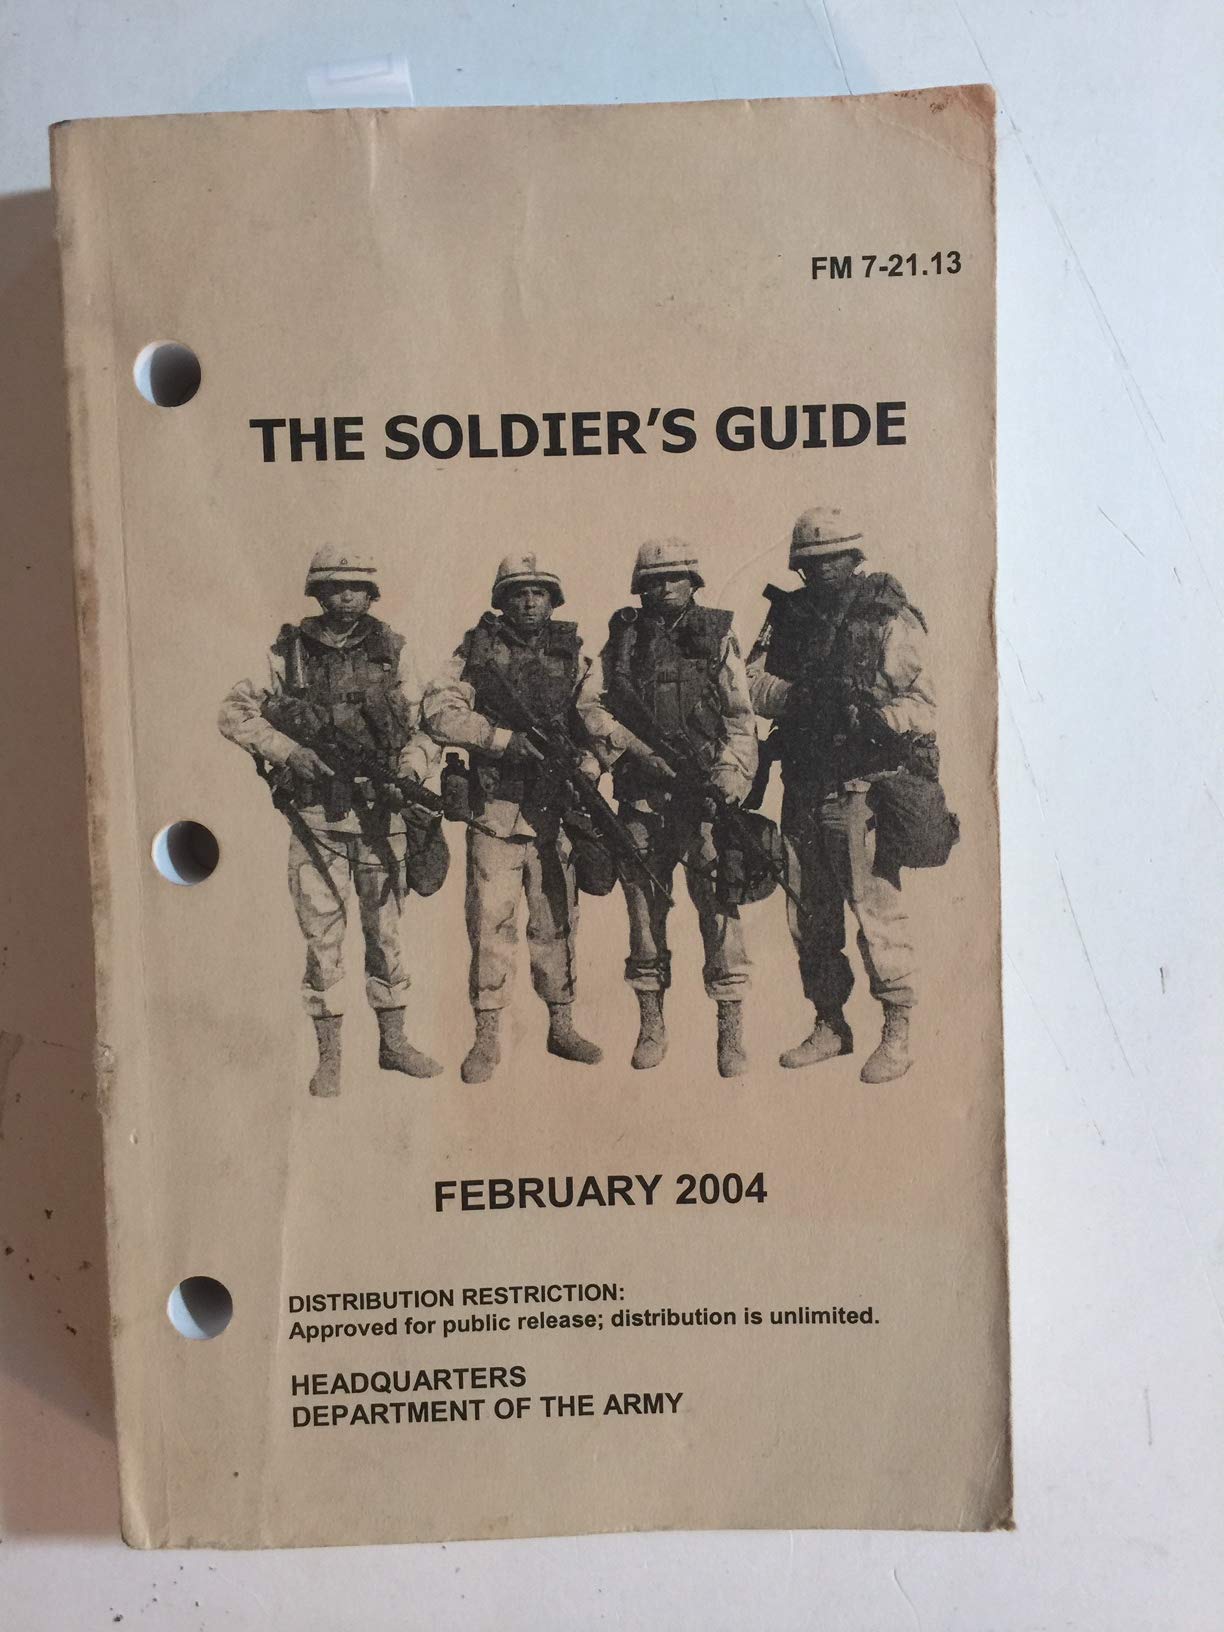 FM 7-21.13
THE SOLDIER'S GUIDE
FEBRUARY 2004
DISTRIBUTION RESTRICTION:
Approved for public release; distribution is unlimited.
HEADQUARTERS
DEPARTMENT OF THE ARMY